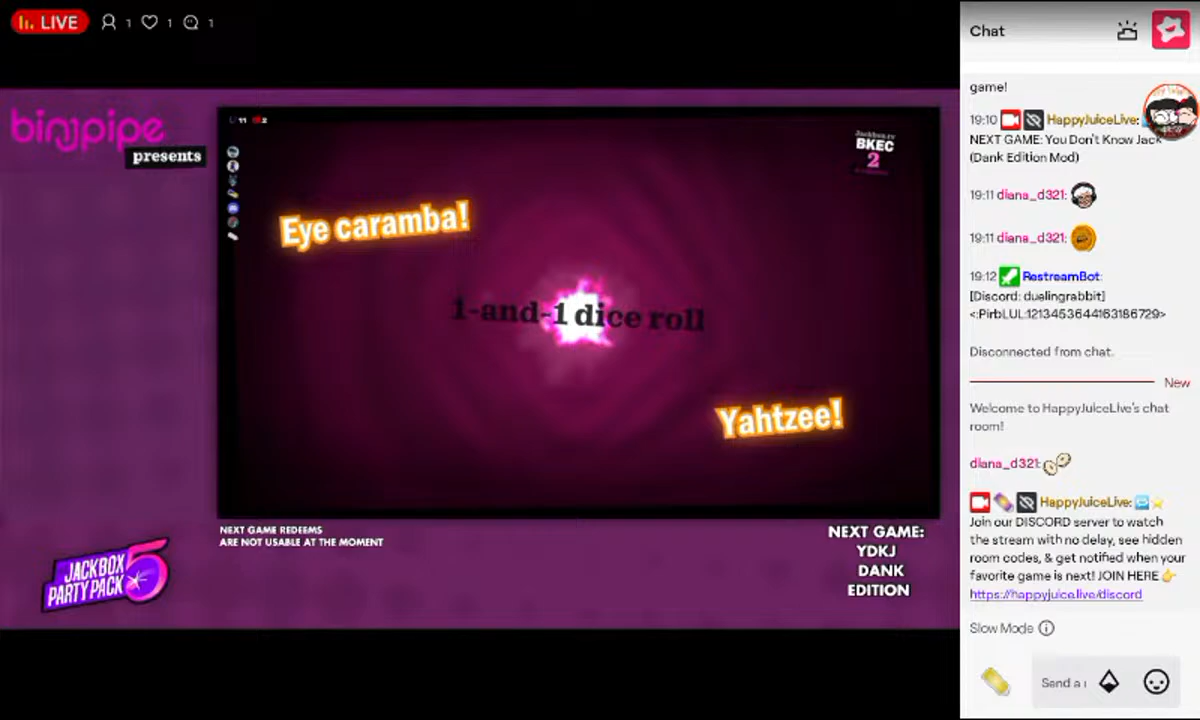 LIVE
1
1
1
binjpipe
presents
11
2
Jackbox.tv
BKEC
2
Eye caramba!
1-and-1 dice roll
Yahtzee!
JACKBOX
PARTY PACK 5
NEXT GAME REDEEMS
ARE NOT USABLE AT THE MOMENT
NEXT GAME:
YDKJ
DANK
EDITION
Chat
game!
19:10 HappyJuiceLive:
NEXT GAME: You Don't Know Jack
(Dank Edition Mod)
19:11 diana_d321:
19:11 diana_d321:
19:12 RestreamBot:
[Discord: duelingrabbit]
<:PirbLUL:1213453644163186729>
Disconnected from chat.
New
Welcome to HappyJuiceLive's chat
room!
diana_d321:
HappyJuiceLive:
Join our DISCORD server to watch
the stream with no delay, see hidden
room codes, & get notified when your
favorite game is next! JOIN HERE
https://happyjuice.live/discord
Slow Mode
Send a